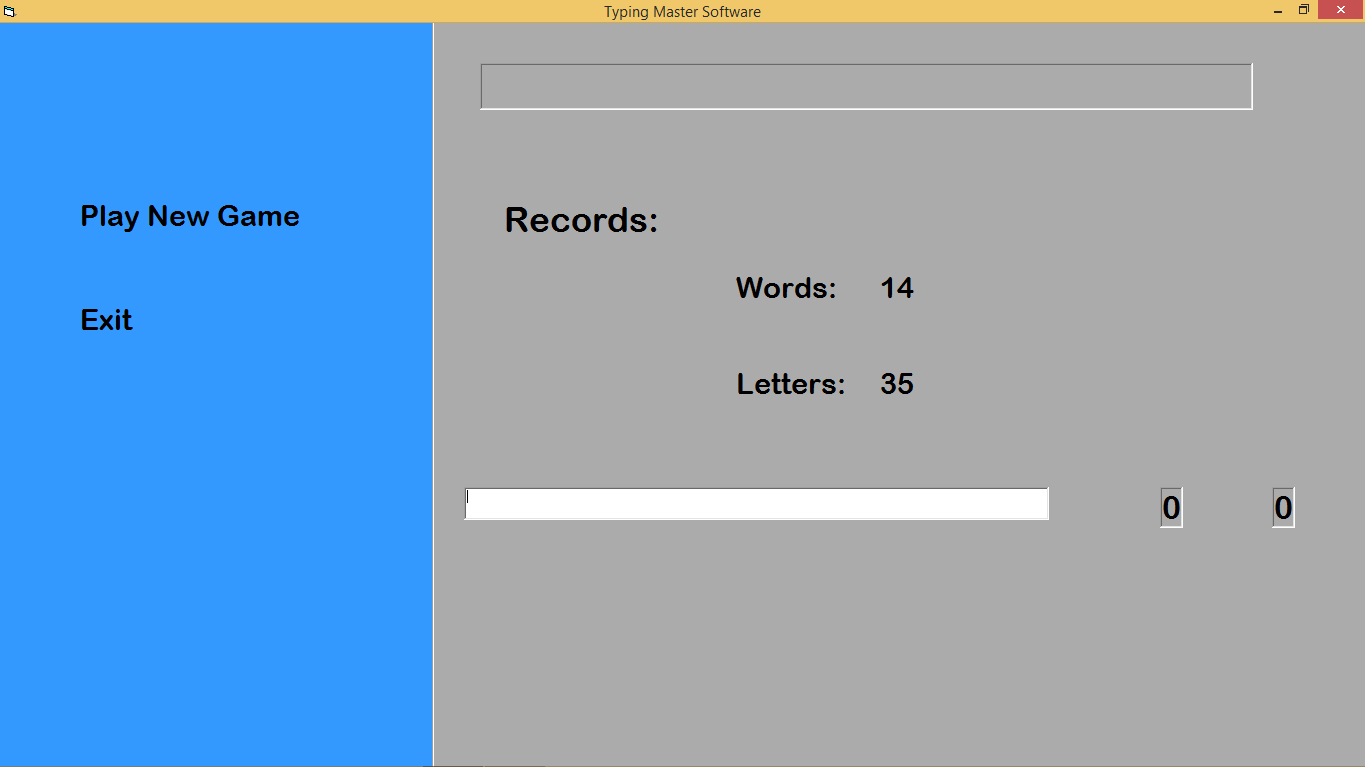 Typing Master Software
Play New Game
Exit
Records:
Words: 14
Letters: 35
0 0